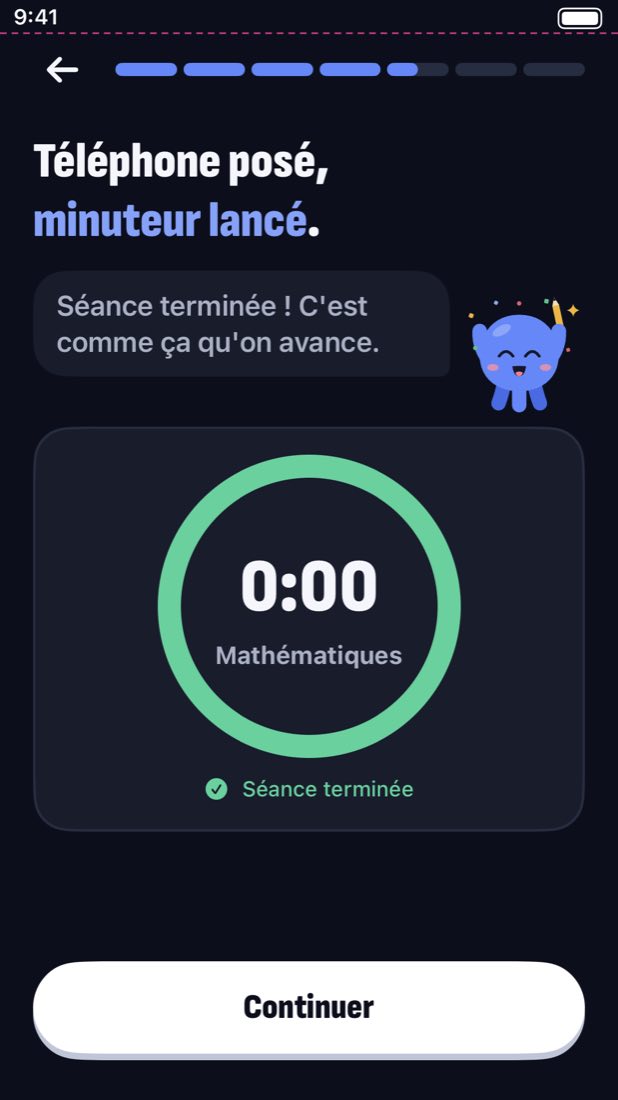 9:41
Téléphone posé,
minuteur lancé.
Séance terminée ! C'est
comme ça qu'on avance.
0:00
Mathématiques
Séance terminée
Continuer